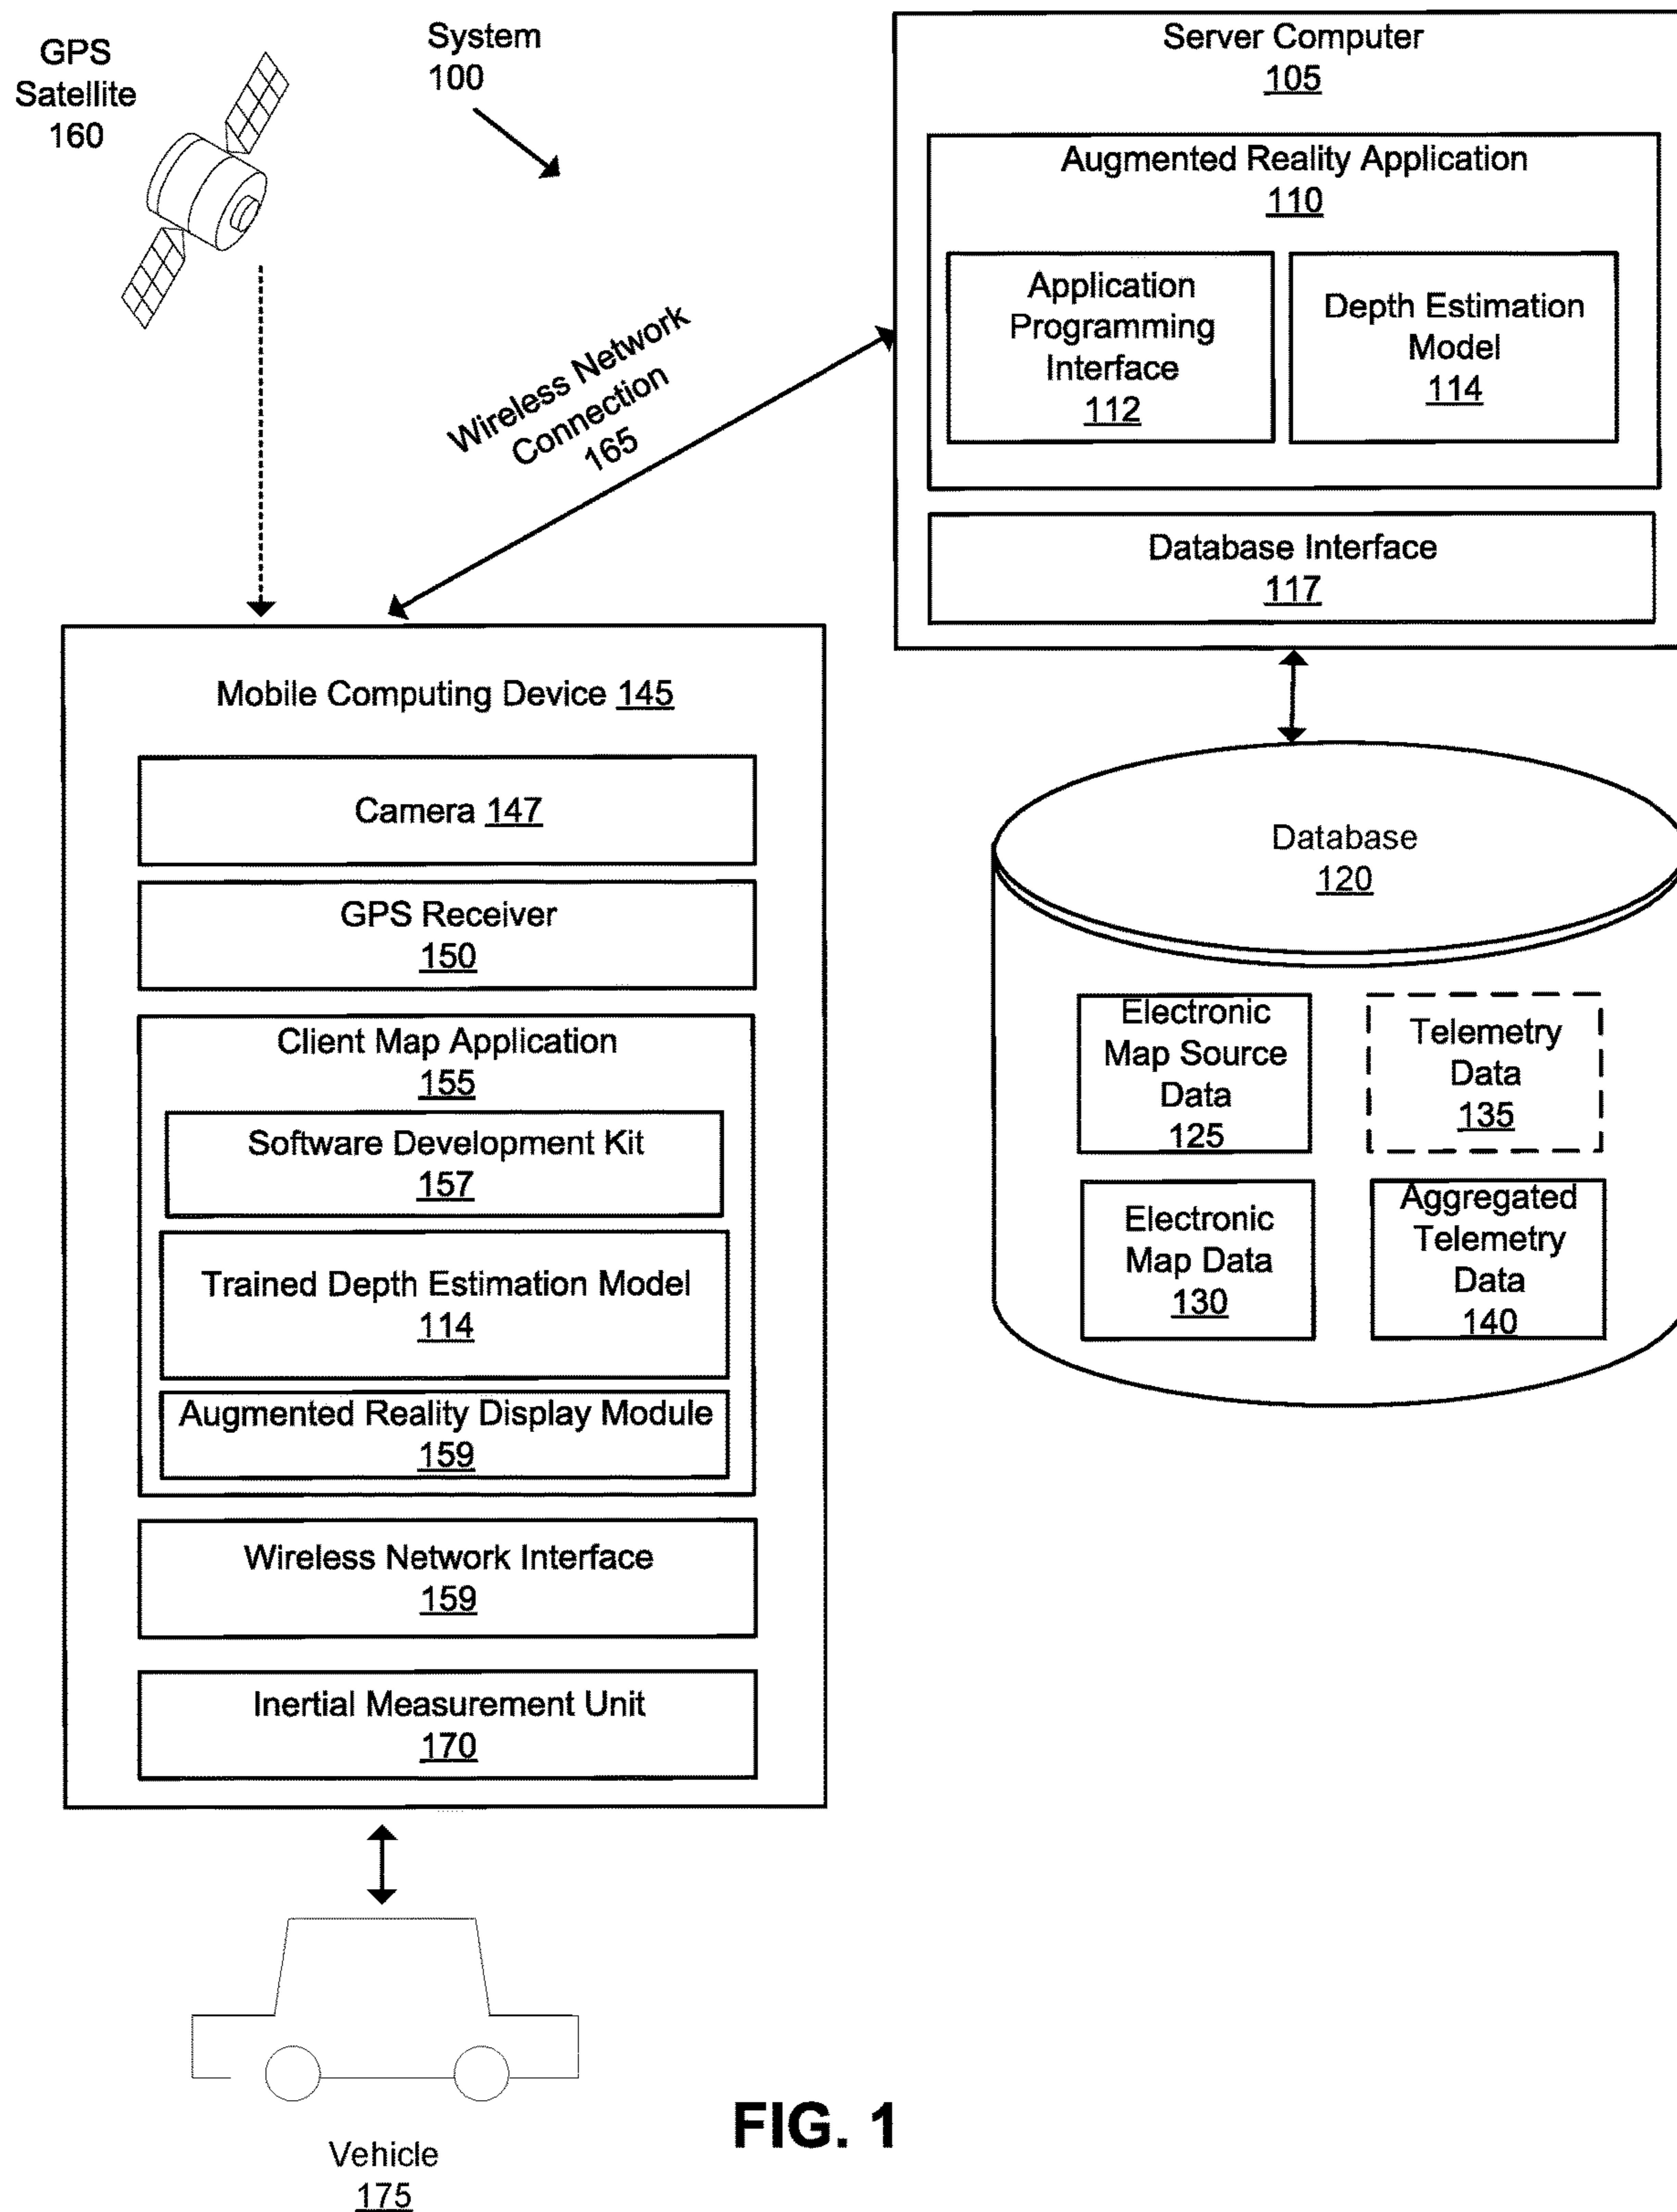 GPS
Satellite
160
System
100
Wireless Network
Connection
165
Server Computer
105
Augmented Reality Application
110
Application
Programming
Interface
112
Depth Estimation
Model
114
Database Interface
117
Mobile Computing Device 145
Camera 147
GPS Receiver
150
Client Map Application
155
Software Development Kit
157
Trained Depth Estimation Model
114
Augmented Reality Display Module
159
Wireless Network Interface
159
Inertial Measurement Unit
170
Database
120
Electronic
Map Source
Data
125
Telemetry
Data
135
Electronic
Map Data
130
Aggregated
Telemetry
Data
140
Vehicle
175
FIG. 1